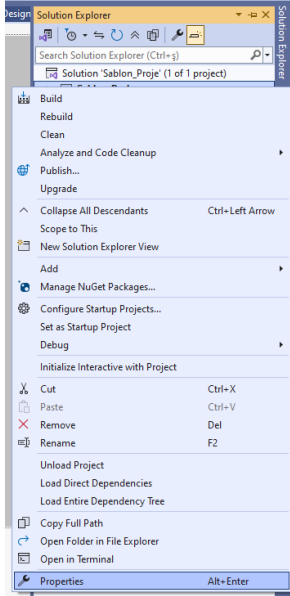 Design
Solution Explorer
Solution Explorer
Search Solution Explorer (Ctrl+ş)
Solution 'Sablon_Proje' (1 of 1 project)
Build
Rebuild
Clean
Analyze and Code Cleanup
Publish...
Upgrade
Collapse All Descendants Ctrl+Left Arrow
Scope to This
New Solution Explorer View
Add
Manage NuGet Packages...
Configure Startup Projects...
Set as Startup Project
Debug
Initialize Interactive with Project
Cut Ctrl+X
Paste Ctrl+V
Remove Del
Rename F2
Unload Project
Load Direct Dependencies
Load Entire Dependency Tree
Copy Full Path
Open Folder in File Explorer
Open in Terminal
Properties Alt+Enter